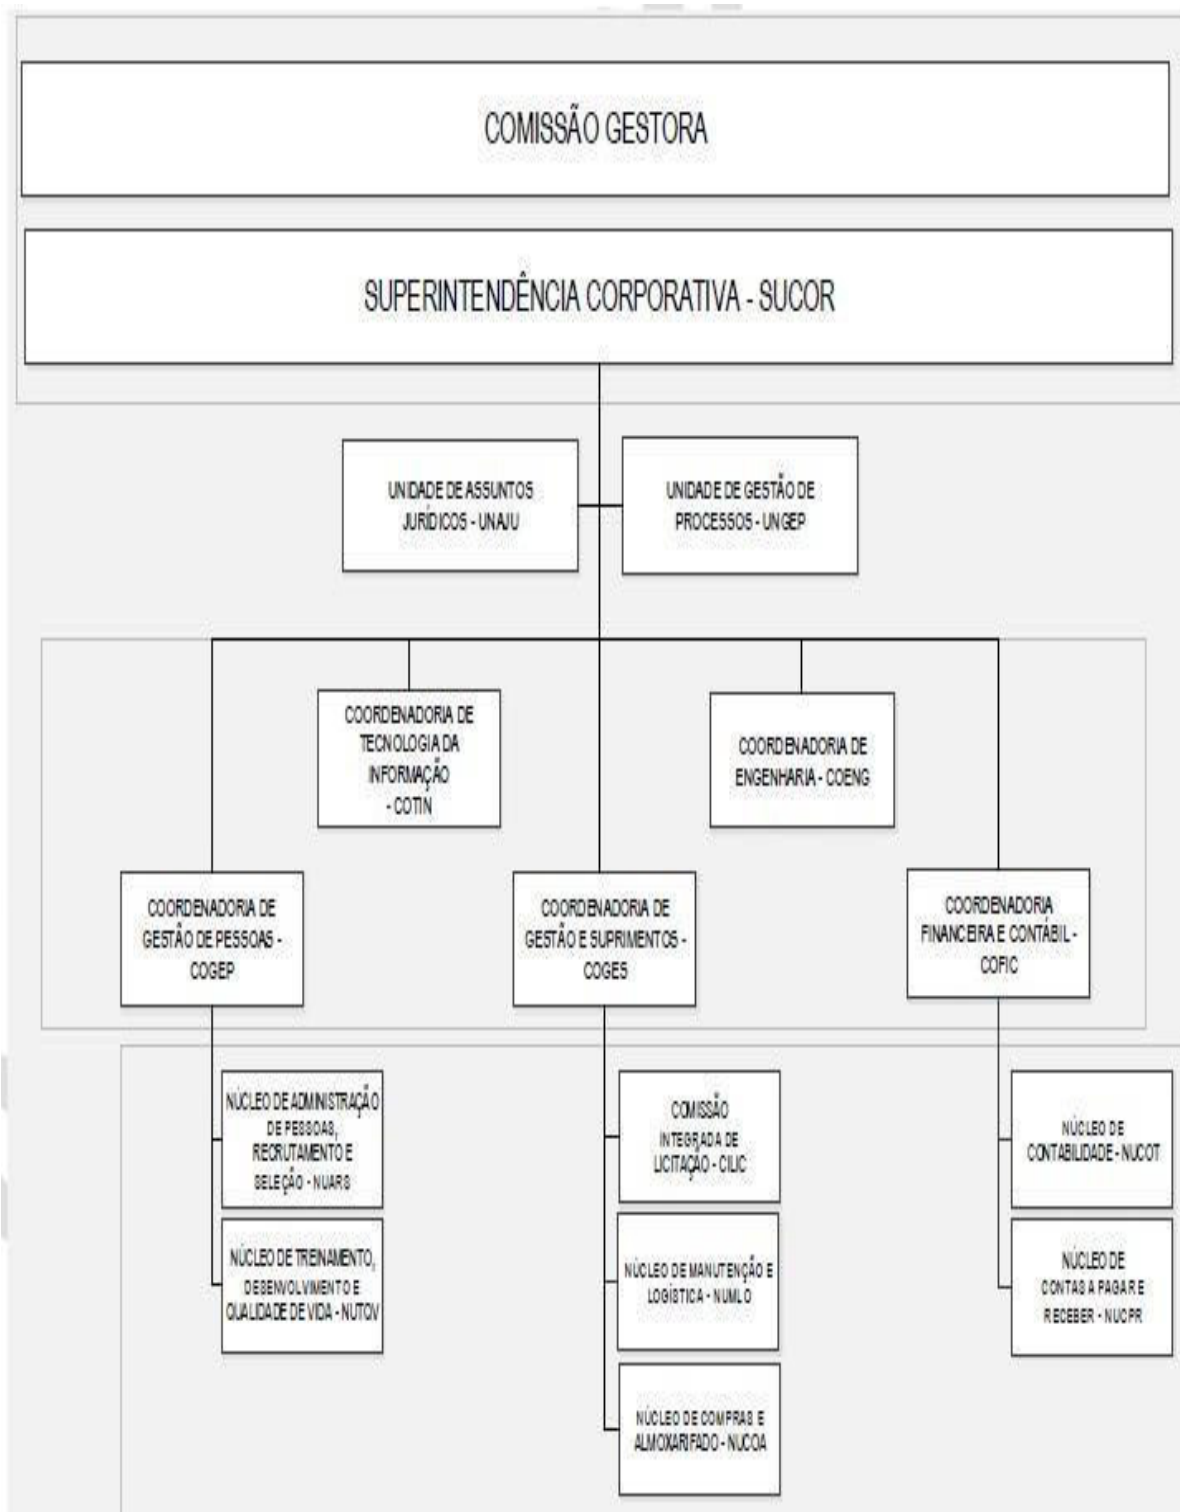 COMISSÃO GESTORA
SUPERINTENDÊNCIA CORPORATIVA - SUCOR
UNIDADE DE ASSUNTOS
JURÍDICOS - UNAJU
UNIDADE DE GESTÃO DE
PROCESSOS - UNGEP
COORDENADORIA DE
TECNOLOGIA DA
INFORMAÇÃO
- COTIN
COORDENADORIA DE
ENGENHARIA - COENG
COORDENADORIA DE
GESTÃO DE PESSOAS -
COGEP
COORDENADORIA DE
GESTÃO E SUPRIMENTOS -
COGES
COORDENADORIA
FINANCEIRA E CONTÁBIL -
COFIC
NÚCLEO DE ADMINISTRAÇÃO
DE PESSOAS,
RECRUTAMENTO E
SELEÇÃO - NUARS
NÚCLEO DE TREINAMENTO,
DESENVOLVIMENTO E
QUALIDADE DE VIDA - NUTQV
COMISSÃO
INTEGRADA DE
LICITAÇÃO - CILIC
NÚCLEO DE MANUTENÇÃO E
LOGÍSTICA - NUMLO
NÚCLEO DE COMPRAS E
ALMOXARIFADO - NUCOA
NÚCLEO DE
CONTABILIDADE - NUCOT
NÚCLEO DE
CONTAS A PAGAR E
RECEBER - NUCPR